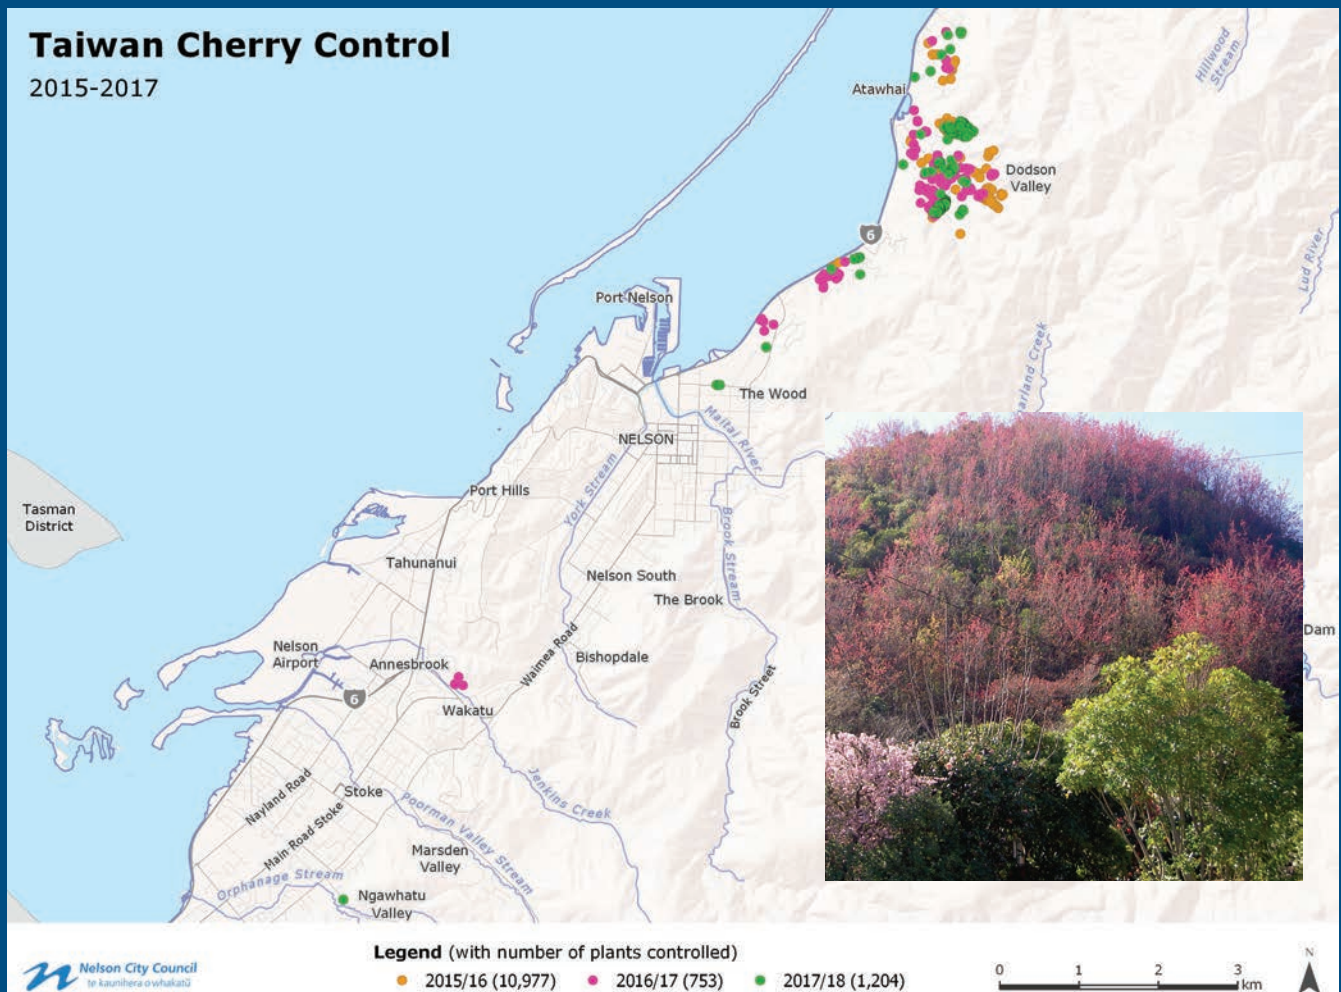 Taiwan Cherry Control
2015-2017
Hillwood
Stream
Atawhai
Dodson
Valley
6
Lud River
Port Nelson
The Wood
Maitai River
NELSON
York Stream
Port Hills
Tasman
District
Brook Stream
Tahunanui
Nelson South
The Brook
Dam
Nelson
Airport
Annesbrook
Waimea Road
Bishopdale
6
Wakatu
Brook Street
Nayland Road
Stoke
Jenkins Creek
Main Road Stoke
Poorman Valley Stream
Marsden
Valley
Orphanage Stream
Ngawhatu
Valley
Creek
Nelson City Council
te kaunihera o whakatū
Legend (with number of plants controlled)
2015/16 (10,977) 2016/17 (753) 2017/18 (1,204)
0 1 2 3
km
N